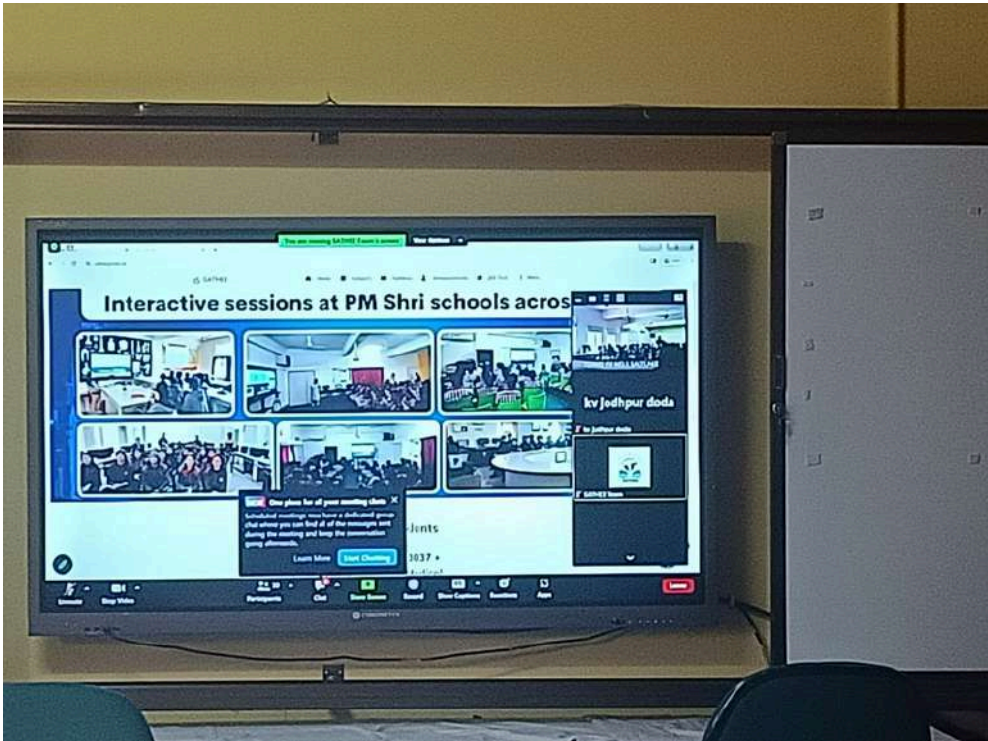 You are viewing SATHEE Team's screen
View Options
SATHEE
Interactive sessions at PM Shri schools acros
kv Jodhpur doda
kv Jodhpur doda
SATHEE Team
One place for all your meeting chats
Scheduled meetings now have a dedicated group
chat where you can find all of the messages sent
during the meeting and keep the conversation
going afterwards.
Learn More
Start Chatting
3037 +
Unmute
Stop Video
Participants
Chat
Share Screen
Record
Show Captions
Reactions
Apps
Leave